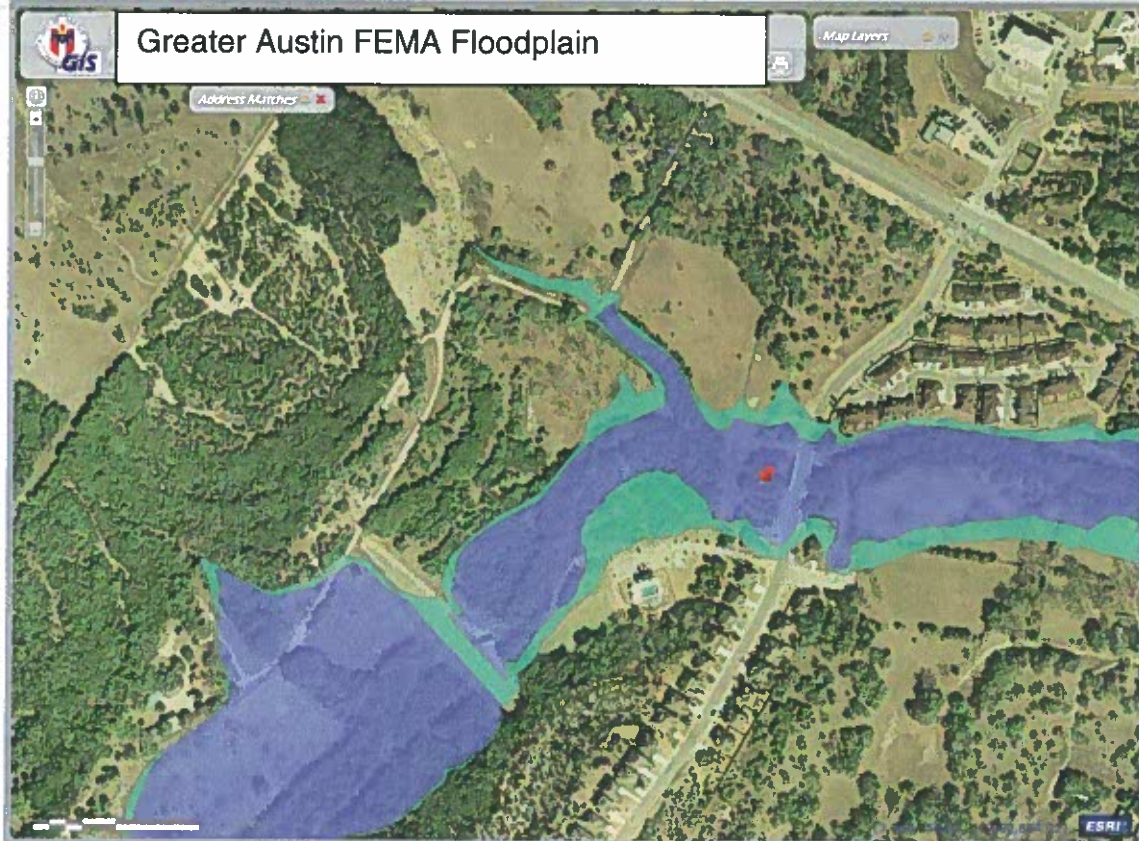 Greater Austin FEMA Floodplain
GIS
Map Layers
Address Matches
ESRI